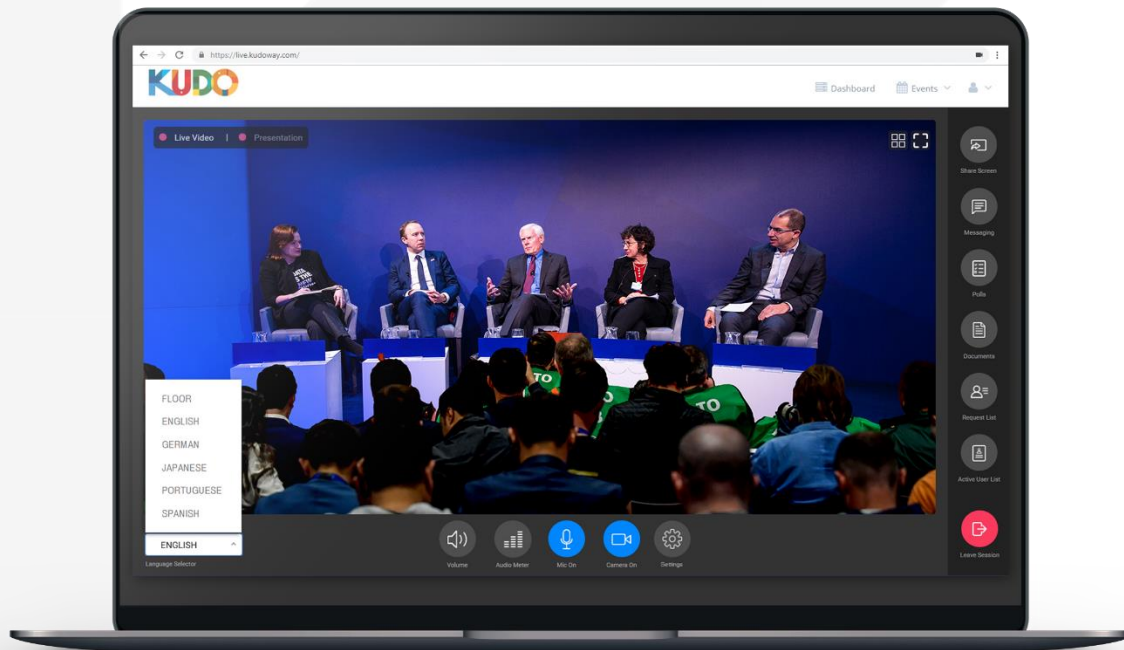 https://live.kudoway.com/
KUDO
Dashboard
Events
Live Video | Presentation
Share Screen
Messaging
Polls
Documents
Request List
Active User List
Leave Session
TO
TO
FLOOR
ENGLISH
GERMAN
JAPANESE
PORTUGUESE
SPANISH
ENGLISH
Language Selector
Volume
Audio Meter
Mic On
Camera On
Settings